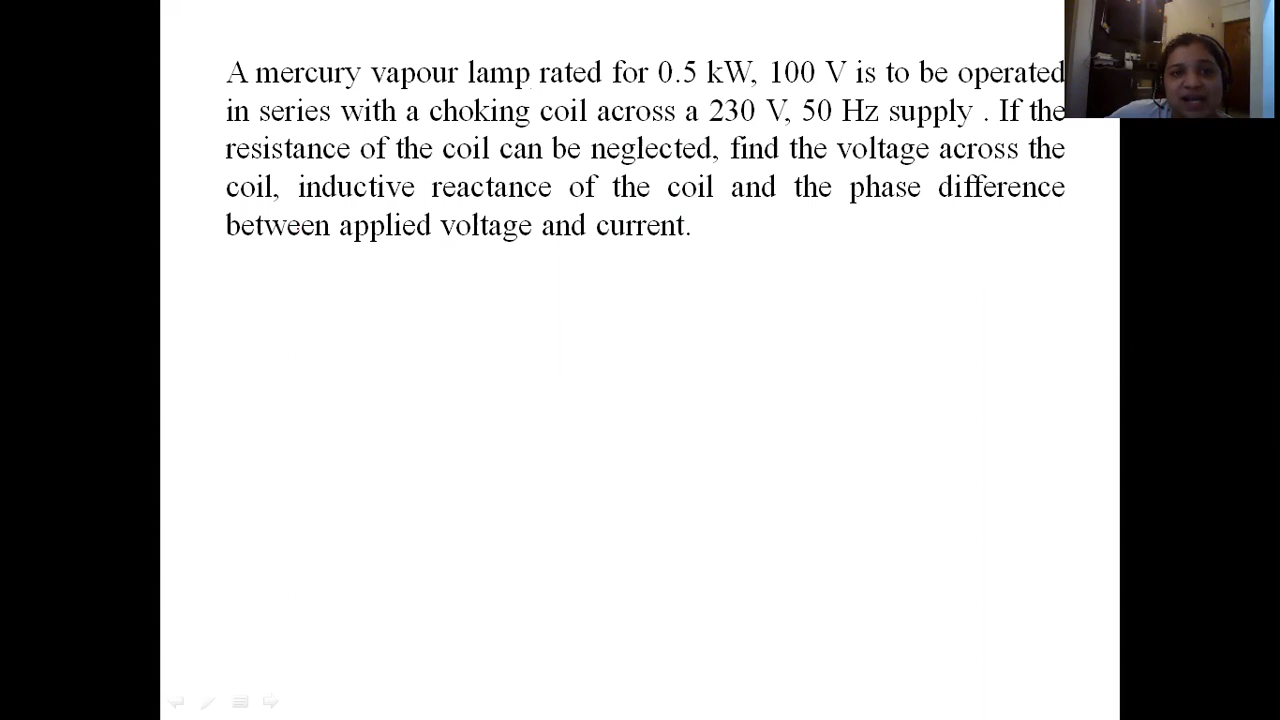 A mercury vapour lamp rated for 0.5 kW, 100 V is to be operated
in series with a choking coil across a 230 V, 50 Hz supply . If the
resistance of the coil can be neglected, find the voltage across the
coil, inductive reactance of the coil and the phase difference
between applied voltage and current.